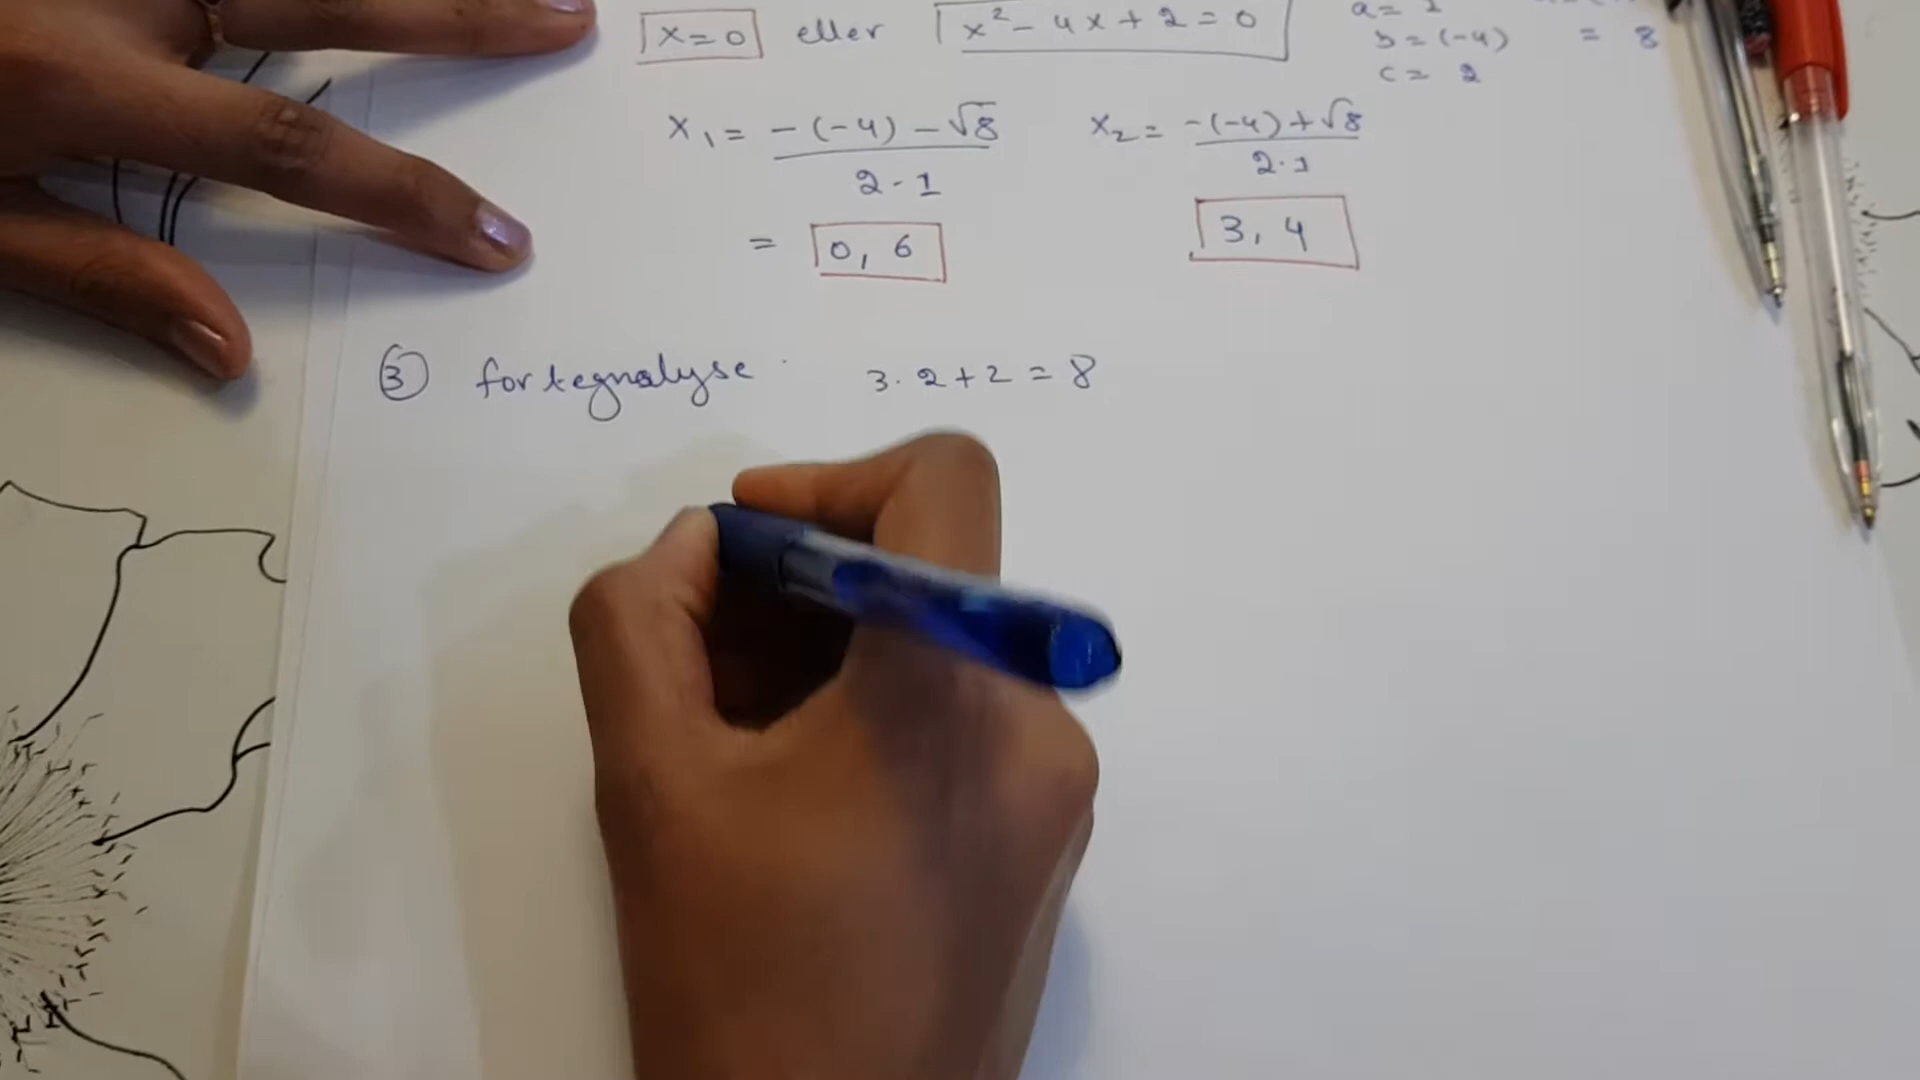 x=0 eller x² - 4x + 2 = 0
a= 1
b = (-4) = 8
c = 2
x₁ = -(-4) - √8 / 2 · 1
x₂ = -(-4) + √8 / 2 · 1
= 0,6
3,4
③ fortegnalyse 3 · 2 + 2 = 8